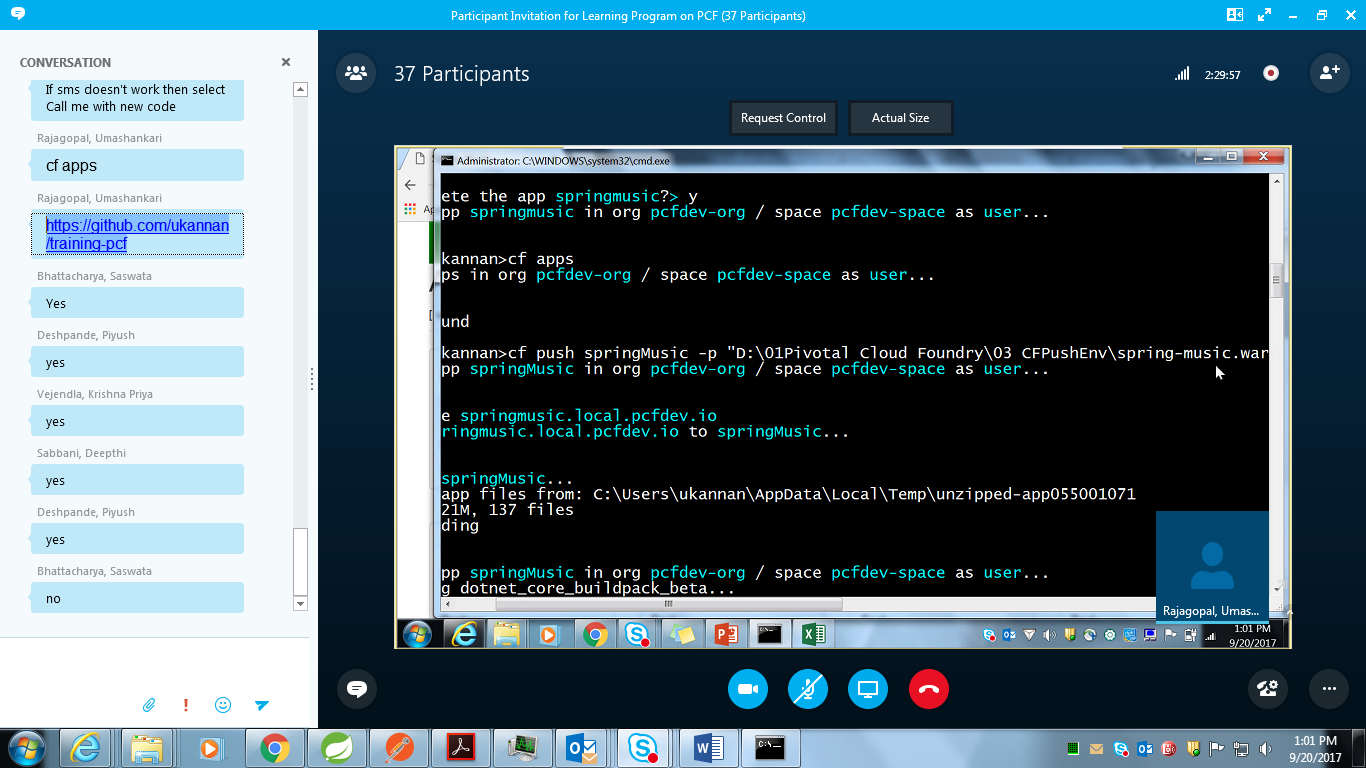 Participant Invitation for Learning Program on PCF (37 Participants)
CONVERSATION
If sms doesn't work then select
Call me with new code
Rajagopal, Umashankari
cf apps
Rajagopal, Umashankari
https://github.com/ukannan
/training-pcf
Bhattacharya, Saswata
Yes
Deshpande, Piyush
yes
Vejendla, Krishna Priya
yes
Sabbani, Deepthi
yes
Deshpande, Piyush
yes
Bhattacharya, Saswata
no
37 Participants
2:29:57
Request Control
Actual Size
Administrator: C:\WINDOWS\system32\cmd.exe
ete the app springmusic?> y
pp springmusic in org pcfdev-org / space pcfdev-space as user...
kannan>cf apps
ps in org pcfdev-org / space pcfdev-space as user...
und
kannan>cf push springMusic -p "D:\01Pivotal Cloud Foundry\03 CFPushEnv\spring-music.war
pp springMusic in org pcfdev-org / space pcfdev-space as user...
e springmusic.local.pcfdev.io
ringmusic.local.pcfdev.io to springMusic...
springMusic...
app files from: C:\Users\ukannan\AppData\Local\Temp\unzipped-app055001071
21M, 137 files
ding
pp springMusic in org pcfdev-org / space pcfdev-space as user...
g dotnet_core_buildpack_beta...
Rajagopal, Umas...
1:01 PM
9/20/2017
1:01 PM
9/20/2017